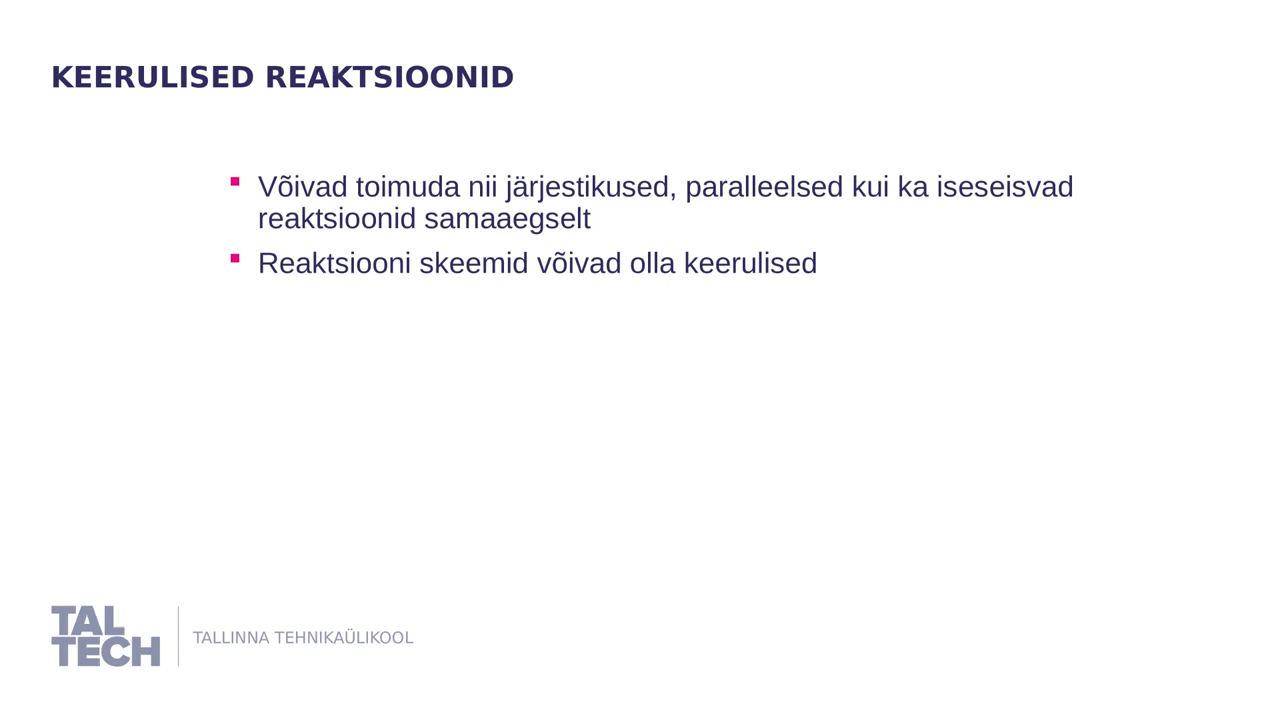 KEERULISED REAKTSIOONID
Võivad toimuda nii järjestikused, paralleelsed kui ka iseseisvad
reaktsioonid samaaegselt
Reaktsiooni skeemid võivad olla keerulised
TAL
TECH
TALLINNA TEHNIKAÜLIKOOL